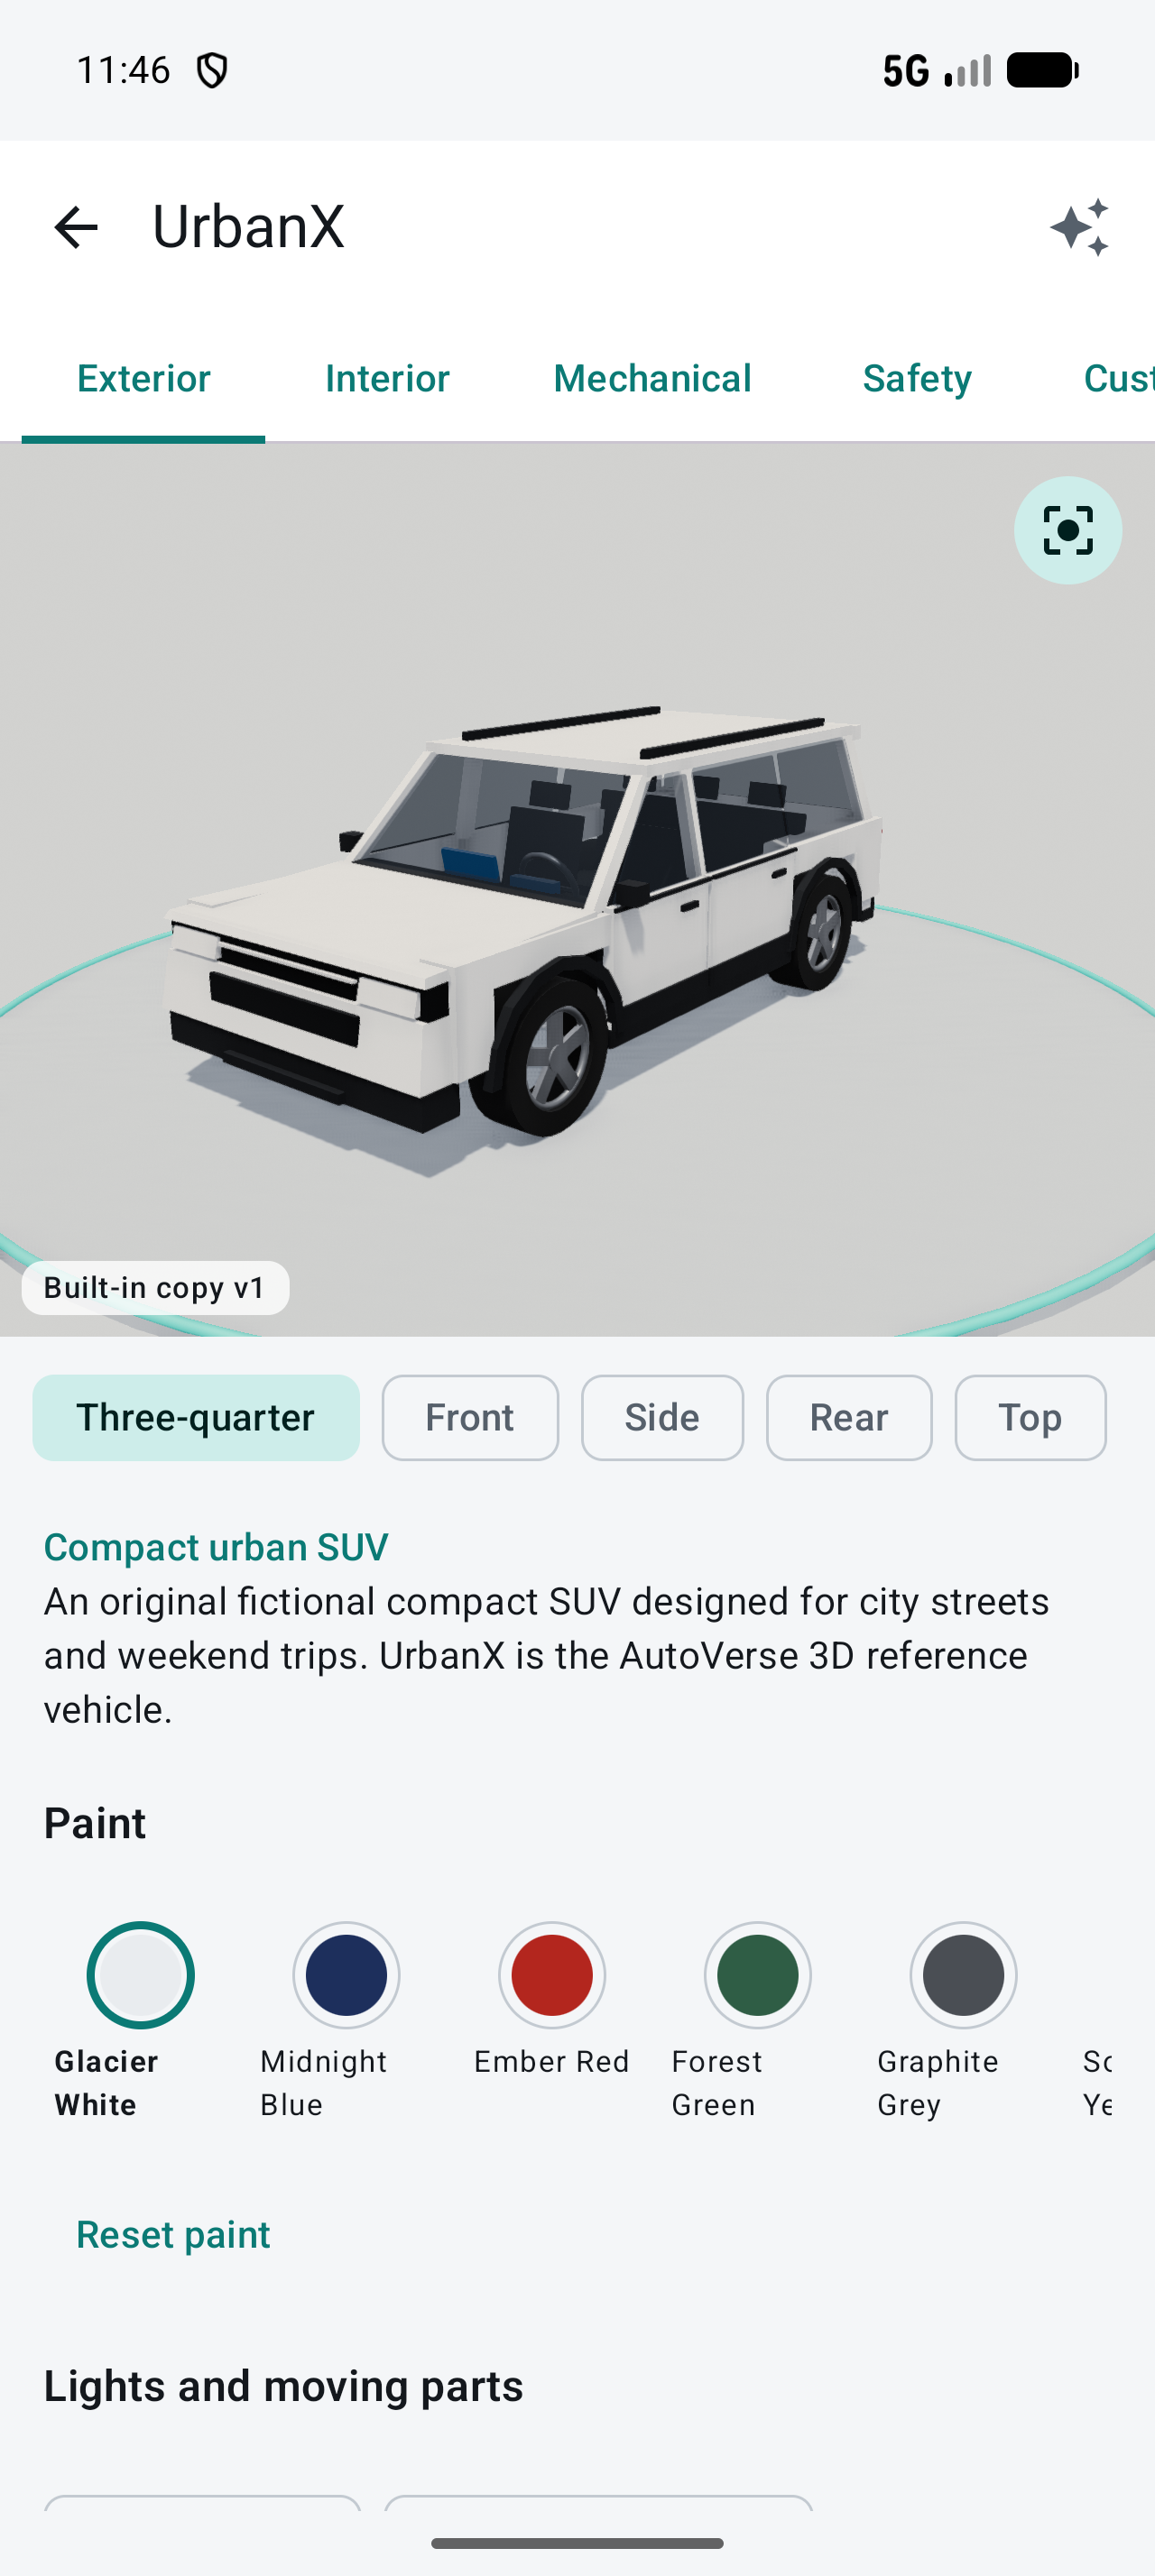 11:46
5G
UrbanX
Exterior
Interior
Mechanical
Safety
Cust
Built-in copy v1
Three-quarter
Front
Side
Rear
Top
Compact urban SUV
An original fictional compact SUV designed for city streets
and weekend trips. UrbanX is the AutoVerse 3D reference
vehicle.
Paint
Glacier
White
Midnight
Blue
Ember Red
Forest
Green
Graphite
Grey
Ye
Reset paint
Lights and moving parts